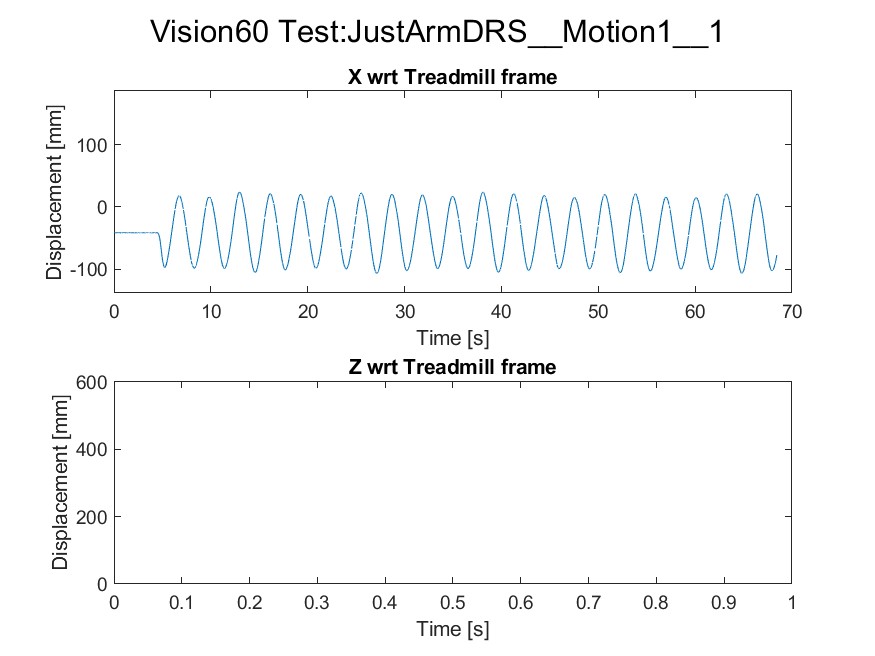 Vision60 Test:JustArmDRS__Motion1__1
X wrt Treadmill frame
Displacement [mm]
100
0
-100
0 10 20 30 40 50 60 70
Time [s]
Z wrt Treadmill frame
Displacement [mm]
600
400
200
0
0 0.1 0.2 0.3 0.4 0.5 0.6 0.7 0.8 0.9 1
Time [s]